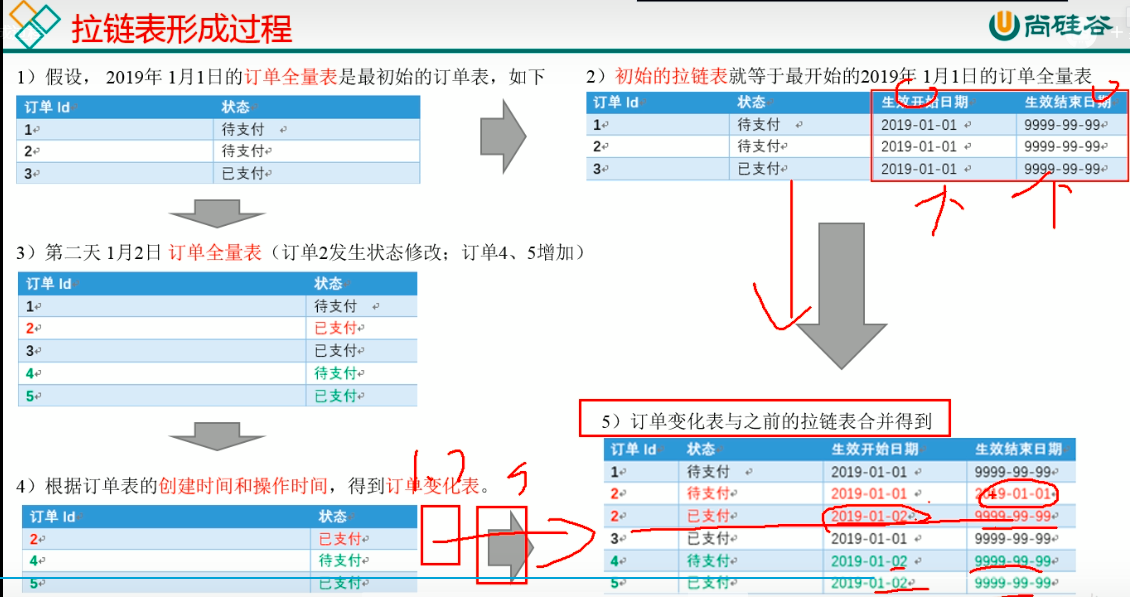 拉链表形成过程
尚硅谷
1）假设， 2019年 1月1日的订单全量表是最初始的订单表，如下
订单 Id 状态
1 待支付
2 待支付
3 已支付
2）初始的拉链表就等于最开始的2019年 1月1日的订单全量表
订单 Id 状态 生效开始日期 生效结束日期
1 待支付 2019-01-01 9999-99-99
2 待支付 2019-01-01 9999-99-99
3 已支付 2019-01-01 9999-99-99
3）第二天 1月2日 订单全量表（订单2发生状态修改；订单4、5增加）
订单 Id 状态
1 待支付
2 已支付
3 已支付
4 待支付
5 已支付
4）根据订单表的创建时间和操作时间，得到订单变化表。
订单 Id 状态
2 已支付
4 待支付
5 已支付
5）订单变化表与之前的拉链表合并得到
订单 Id 状态 生效开始日期 生效结束日期
1 待支付 2019-01-01 9999-99-99
2 待支付 2019-01-01 2019-01-01
2 已支付 2019-01-02 9999-99-99
3 已支付 2019-01-01 9999-99-99
4 待支付 2019-01-02 9999-99-99
5 已支付 2019-01-02 9999-99-99